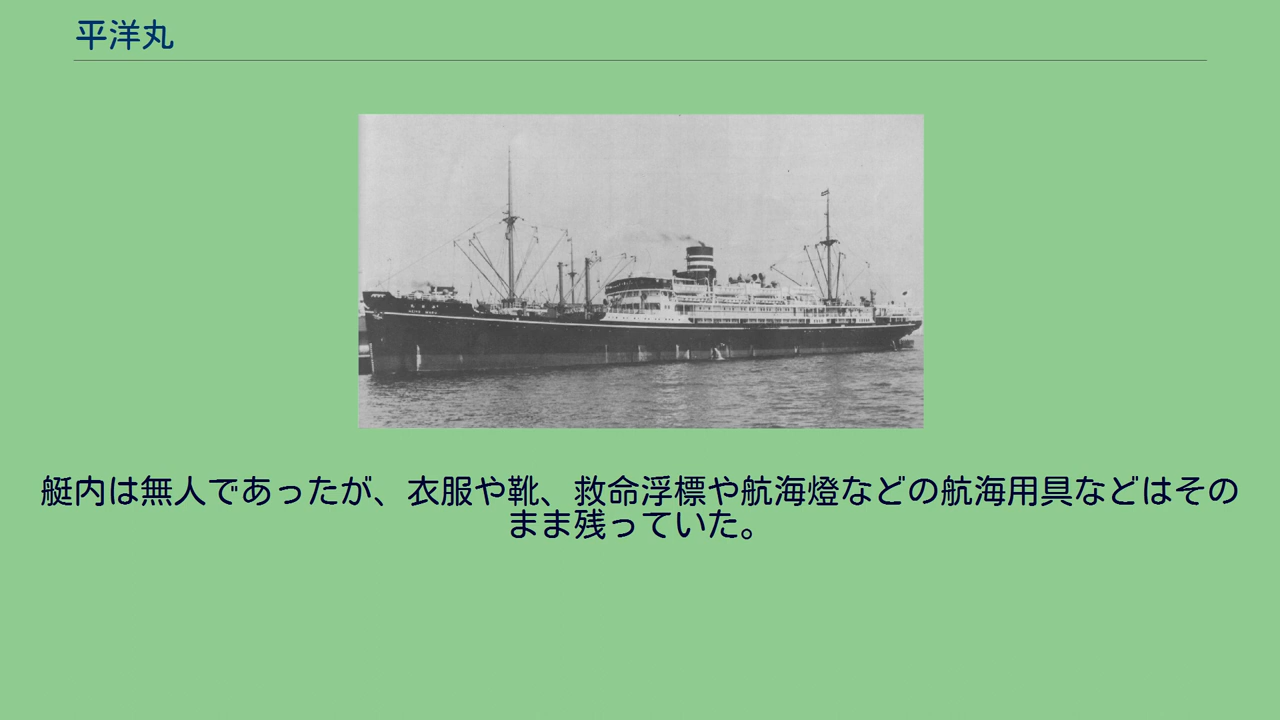 平洋丸
艇内は無人であったが、衣服や靴、救命浮標や航海燈などの航海用具などはその
まま残っていた。